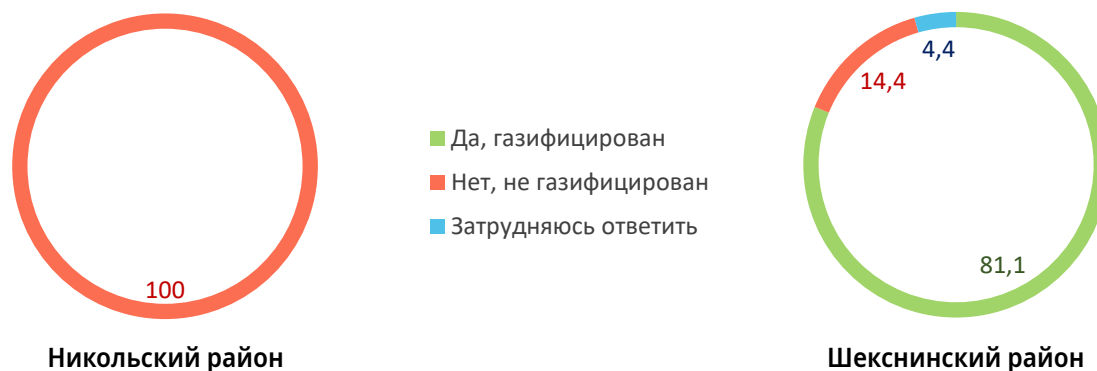 100
Никольский район
Да, газифицирован
Нет, не газифицирован
Затрудняюсь ответить
4,4
14,4
81,1
Шекснинский район